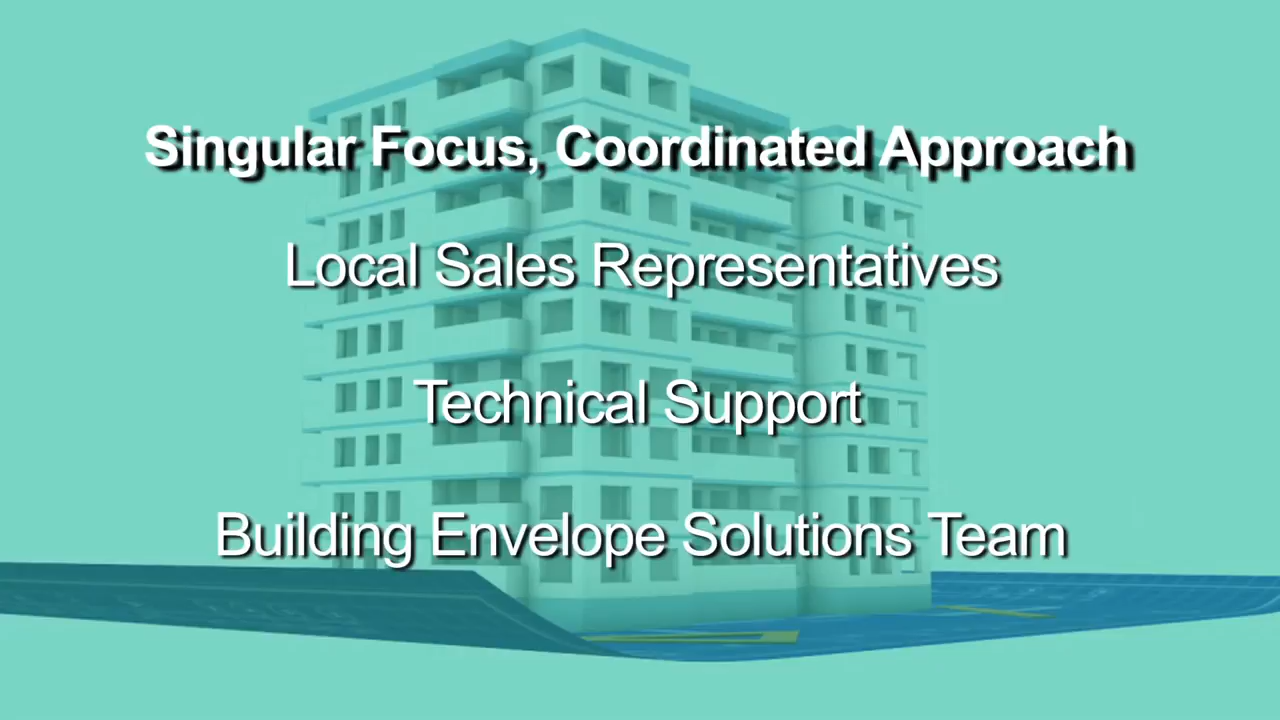 Singular Focus, Coordinated Approach
Local Sales Representatives
Technical Support
Building Envelope Solutions Team